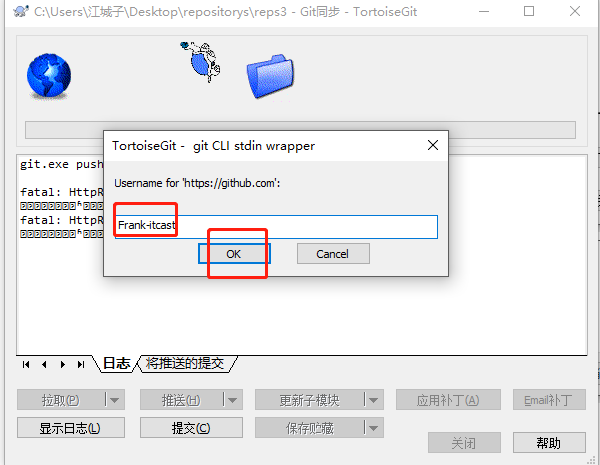 C:\Users\江城子\Desktop\repositorys\reps3 - Git同步 - TortoiseGit
TortoiseGit - git CLI stdin wrapper
git.exe push
Username for 'https://github.com':
fatal: HttpR
Frank-itcast
fatal: HttpR
OK
Cancel
日志
将推送的提交
拉取(P)
推送(H)
更新子模块
应用补丁(A)
Email补丁
显示日志(L)
提交(C)
保存贮藏
关闭
帮助